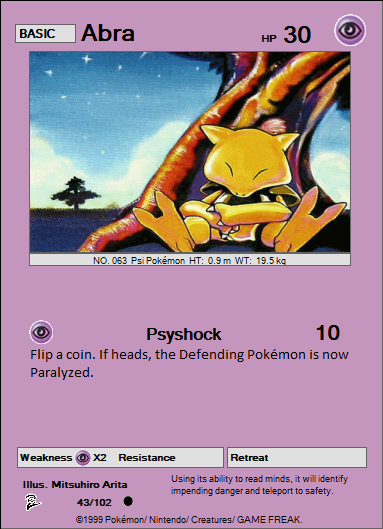 BASIC Abra HP 30
NO. 063 Psi Pokémon HT: 0.9 m WT: 19.5 kg
Psyshock 10
Flip a coin. If heads, the Defending Pokémon is now
Paralyzed.
Weakness X2 Resistance Retreat
Illus. Mitsuhiro Arita
Using its ability to read minds, it will identify
impending danger and teleport to safety.
43/102
©1999 Pokémon/ Nintendo/ Creatures/ GAME FREAK.